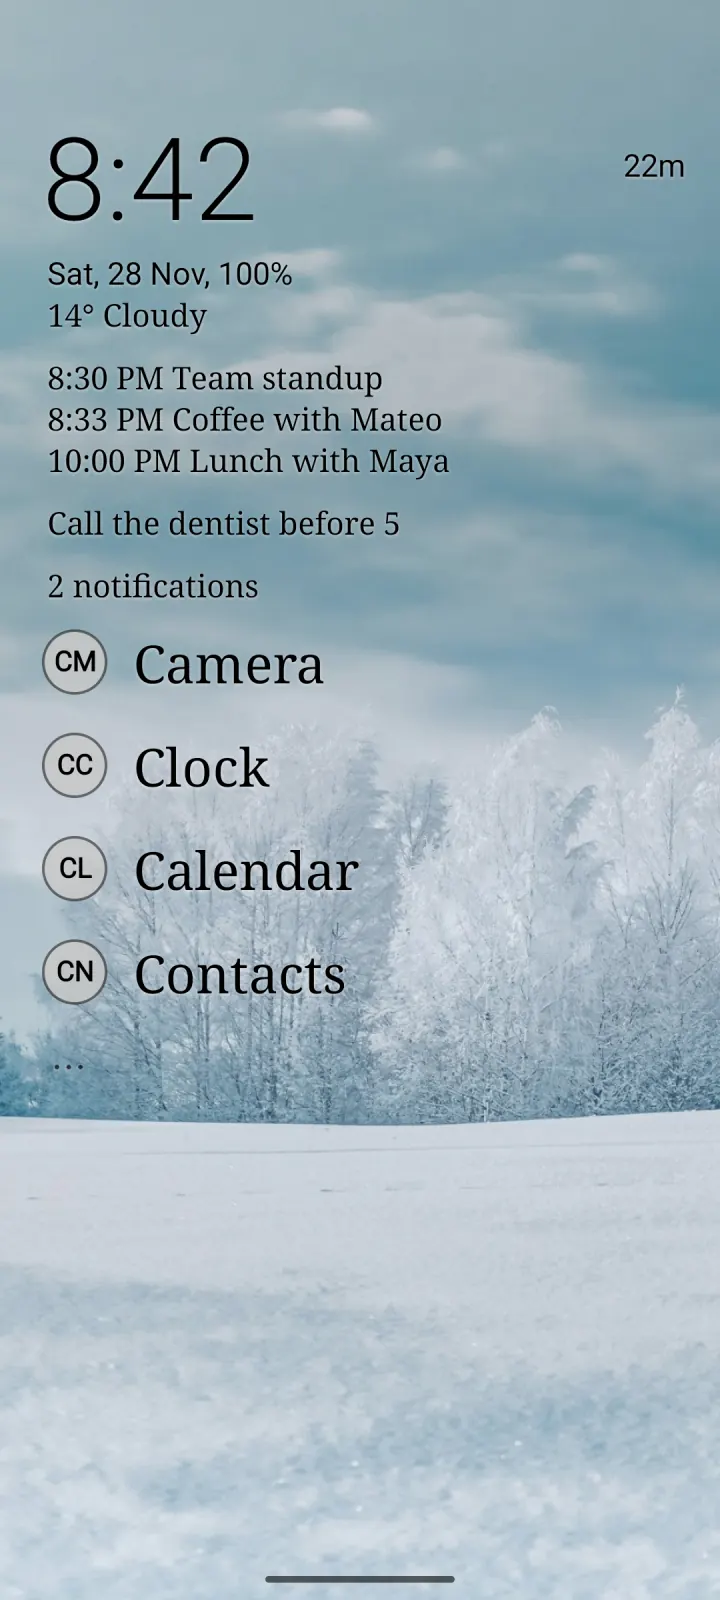 8:42
22m
Sat, 28 Nov, 100%
14° Cloudy
8:30 PM Team standup
8:33 PM Coffee with Mateo
10:00 PM Lunch with Maya
Call the dentist before 5
2 notifications
CM Camera
CC Clock
CL Calendar
CN Contacts
...